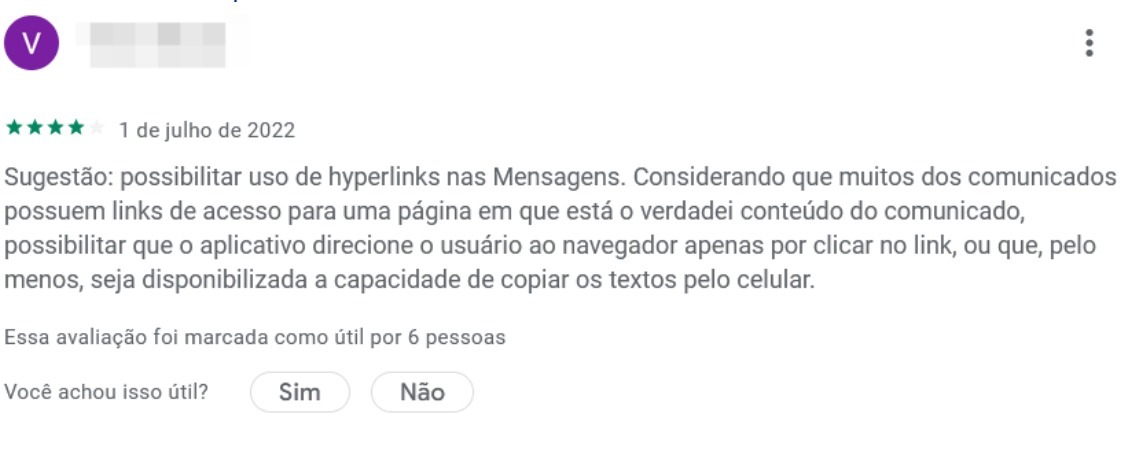 V
1 de julho de 2022
Sugestão: possibilitar uso de hyperlinks nas Mensagens. Considerando que muitos dos comunicados
possuem links de acesso para uma página em que está o verdadei conteúdo do comunicado,
possibilitar que o aplicativo direcione o usuário ao navegador apenas por clicar no link, ou que, pelo
menos, seja disponibilizada a capacidade de copiar os textos pelo celular.
Essa avaliação foi marcada como útil por 6 pessoas
Você achou isso útil? Sim Não